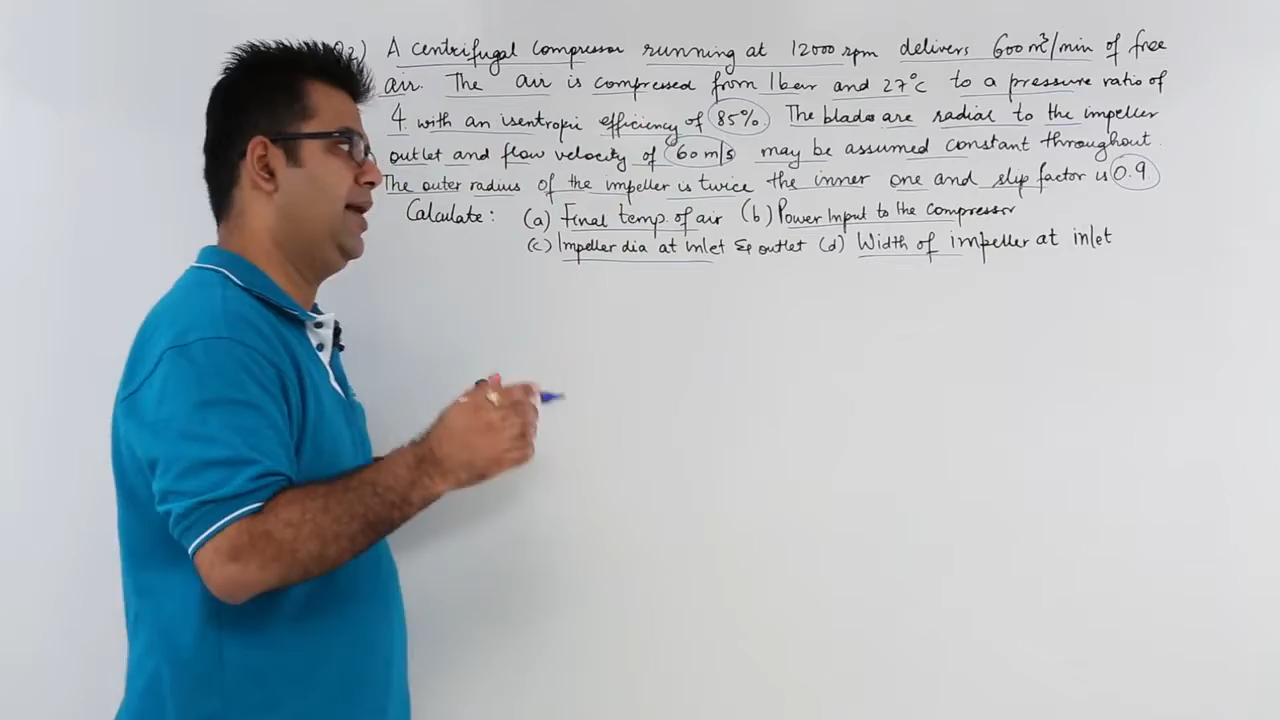 Q2) A centrifugal compressor running at 12000 rpm delivers 600 m³/min of free
air. The air is compressed from 1 bar and 27°C to a pressure ratio of
4 with an isentropic efficiency of 85%. The blades are radial to the impeller
outlet and flow velocity of 60 m/s may be assumed constant throughout.
The outer radius of the impeller is twice the inner one and slip factor is 0.9.
Calculate: (a) Final temp. of air (b) Power Input to the Compressor
(c) Impeller dia at inlet & outlet (d) Width of impeller at inlet